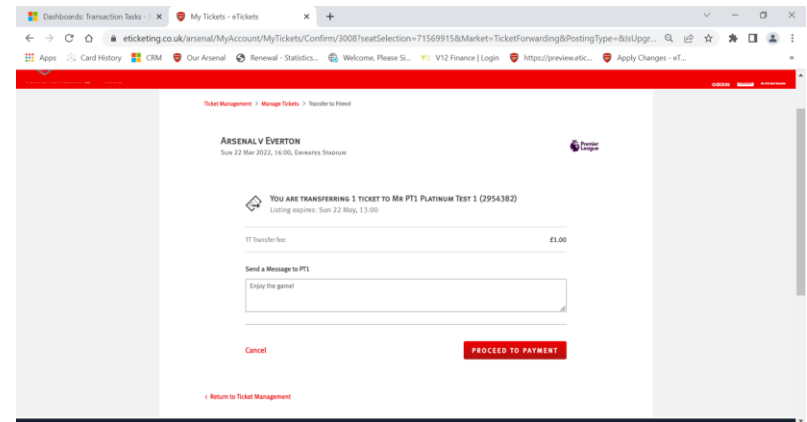 Dashboards: Transaction Tasks -
My Tickets - eTickets
eticketing.co.uk/arsenal/MyAccount/MyTickets/Confirm/3008?seatSelection=71569915&Market=TicketForwarding&PostingType=&IsUpgr...
Apps
Card History
CRM
Our Arsenal
Renewal - Statistics...
Welcome, Please Si...
V12 Finance | Login
https://preview.etic...
Apply Changes - eT...
»
adidas
Ticket Management > Manage Tickets > Transfer to Friend
Arsenal v Everton
Sun 22 May 2022, 16:00, Emirates Stadium
Premier League
You are transferring 1 ticket to Mr PT1 Platinum Test 1 (2954382)
Listing expires: Sun 22 May, 13:00
TT Transfer fee: £1.00
Send a Message to PT1
Enjoy the game!
Cancel
PROCEED TO PAYMENT
< Return to Ticket Management